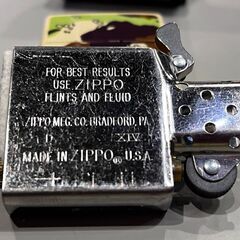 FOR BEST RESULTS
USE ZIPPO
FLINTS AND FLUID
ZIPPO MFG. CO. BRADFORD, PA.
D XIV
MADE IN ZIPPO® U.S.A.